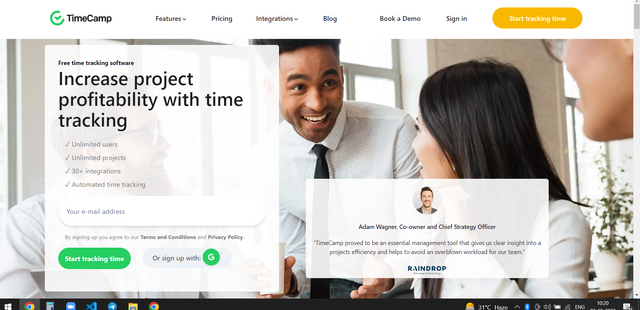 TimeCamp
Features
Pricing
Integrations
Blog
Book a Demo
Sign in
Start tracking time
Free time tracking software
Increase project
profitability with time
tracking
✓ Unlimited users
✓ Unlimited projects
✓ 30+ integrations
✓ Automated time tracking
Your e-mail address
By signing up you agree to our Terms and Conditions and Privacy Policy.
Start tracking time
Or sign up with: G
Adam Wagner, Co-owner and Chief Strategy Officer
"TimeCamp proved to be an essential management tool that gives us clear insight into a
projects efficiency and helps to avoid an overblown workload for our team."
RAINDROP
31°C Haze
ENG
10:20